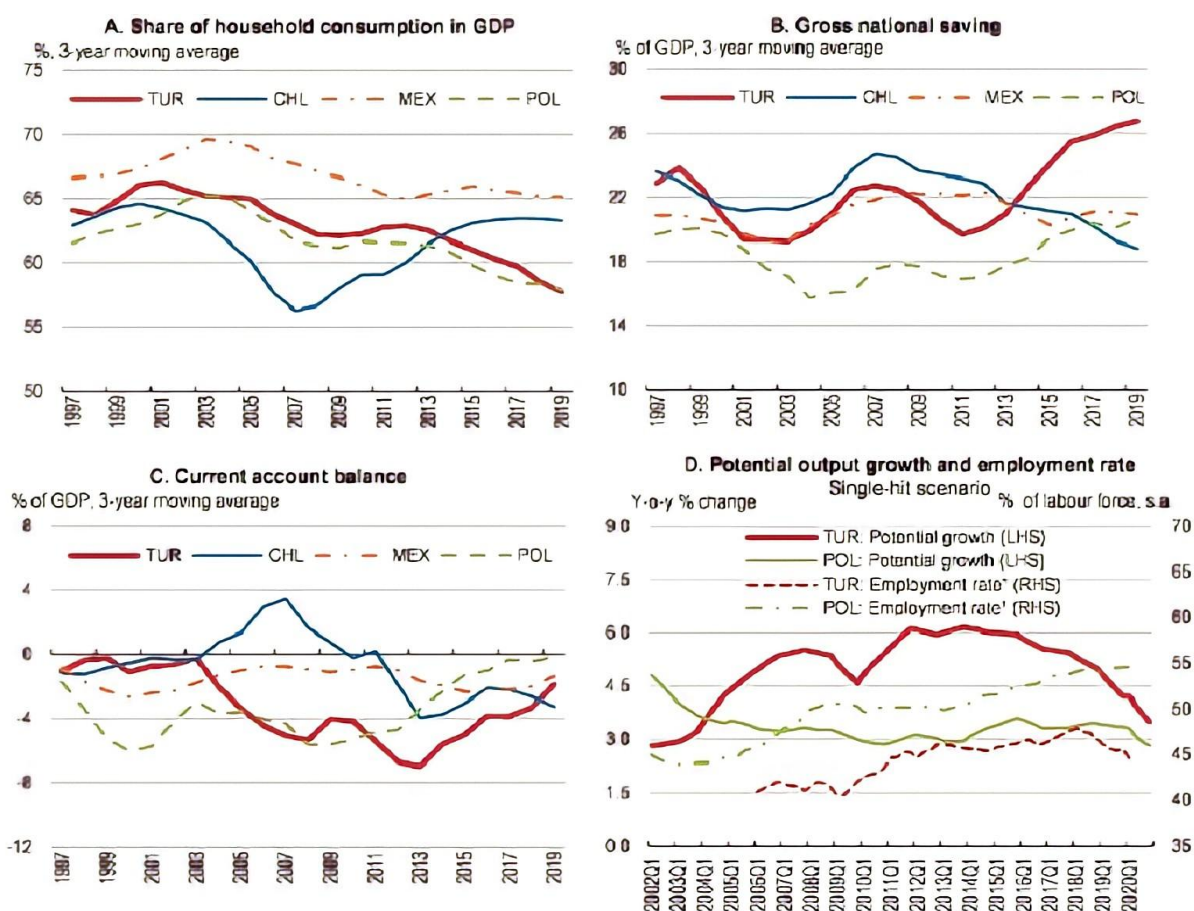 A. Share of household consumption in GDP
%, 3-year moving average
75
TUR CHL MEX POL
70
65
60
55
50
1997 1999 2001 2003 2005 2007 2009 2011 2013 2015 2017 2019
B. Gross national saving
% of GDP, 3-year moving average
30
TUR CHL MEX POL
26
22
18
14
10
1997 1999 2001 2003 2005 2007 2009 2011 2013 2015 2017 2019
C. Current account balance
% of GDP, 3-year moving average
8
TUR CHL MEX POL
4
0
-4
-8
-12
1997 1999 2001 2003 2005 2007 2009 2011 2013 2015 2017 2019
D. Potential output growth and employment rate
Single-hit scenario
Y-o-y % change % of labour force, s.a
9.0 70
TUR: Potential growth (LHS)
POL: Potential growth (LHS)
7.5 65
TUR: Employment rate¹ (RHS)
POL: Employment rate¹ (RHS)
60
6.0
55
4.5
50
3.0
45
1.5
40
0.0 35
2002Q1 2003Q1 2004Q1 2005Q1 2006Q1 2007Q1 2008Q1 2009Q1 2010Q1 2011Q1 2012Q1 2013Q1 2014Q1 2015Q1 2016Q1 2017Q1 2018Q1 2019Q1 2020Q1